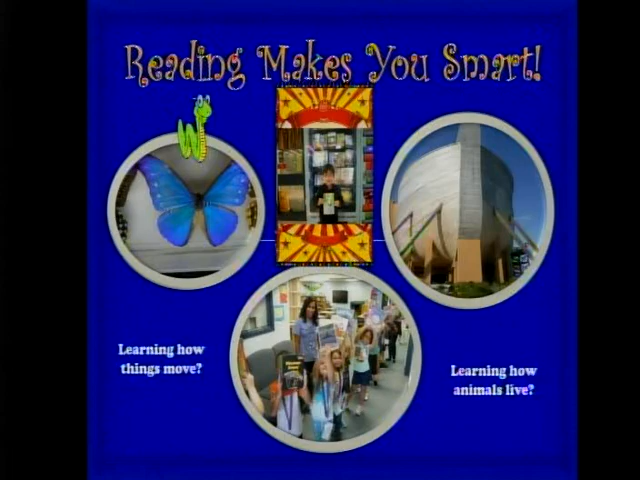 Reading Makes You Smart!
Learning how
things move?
Learning how
animals live?